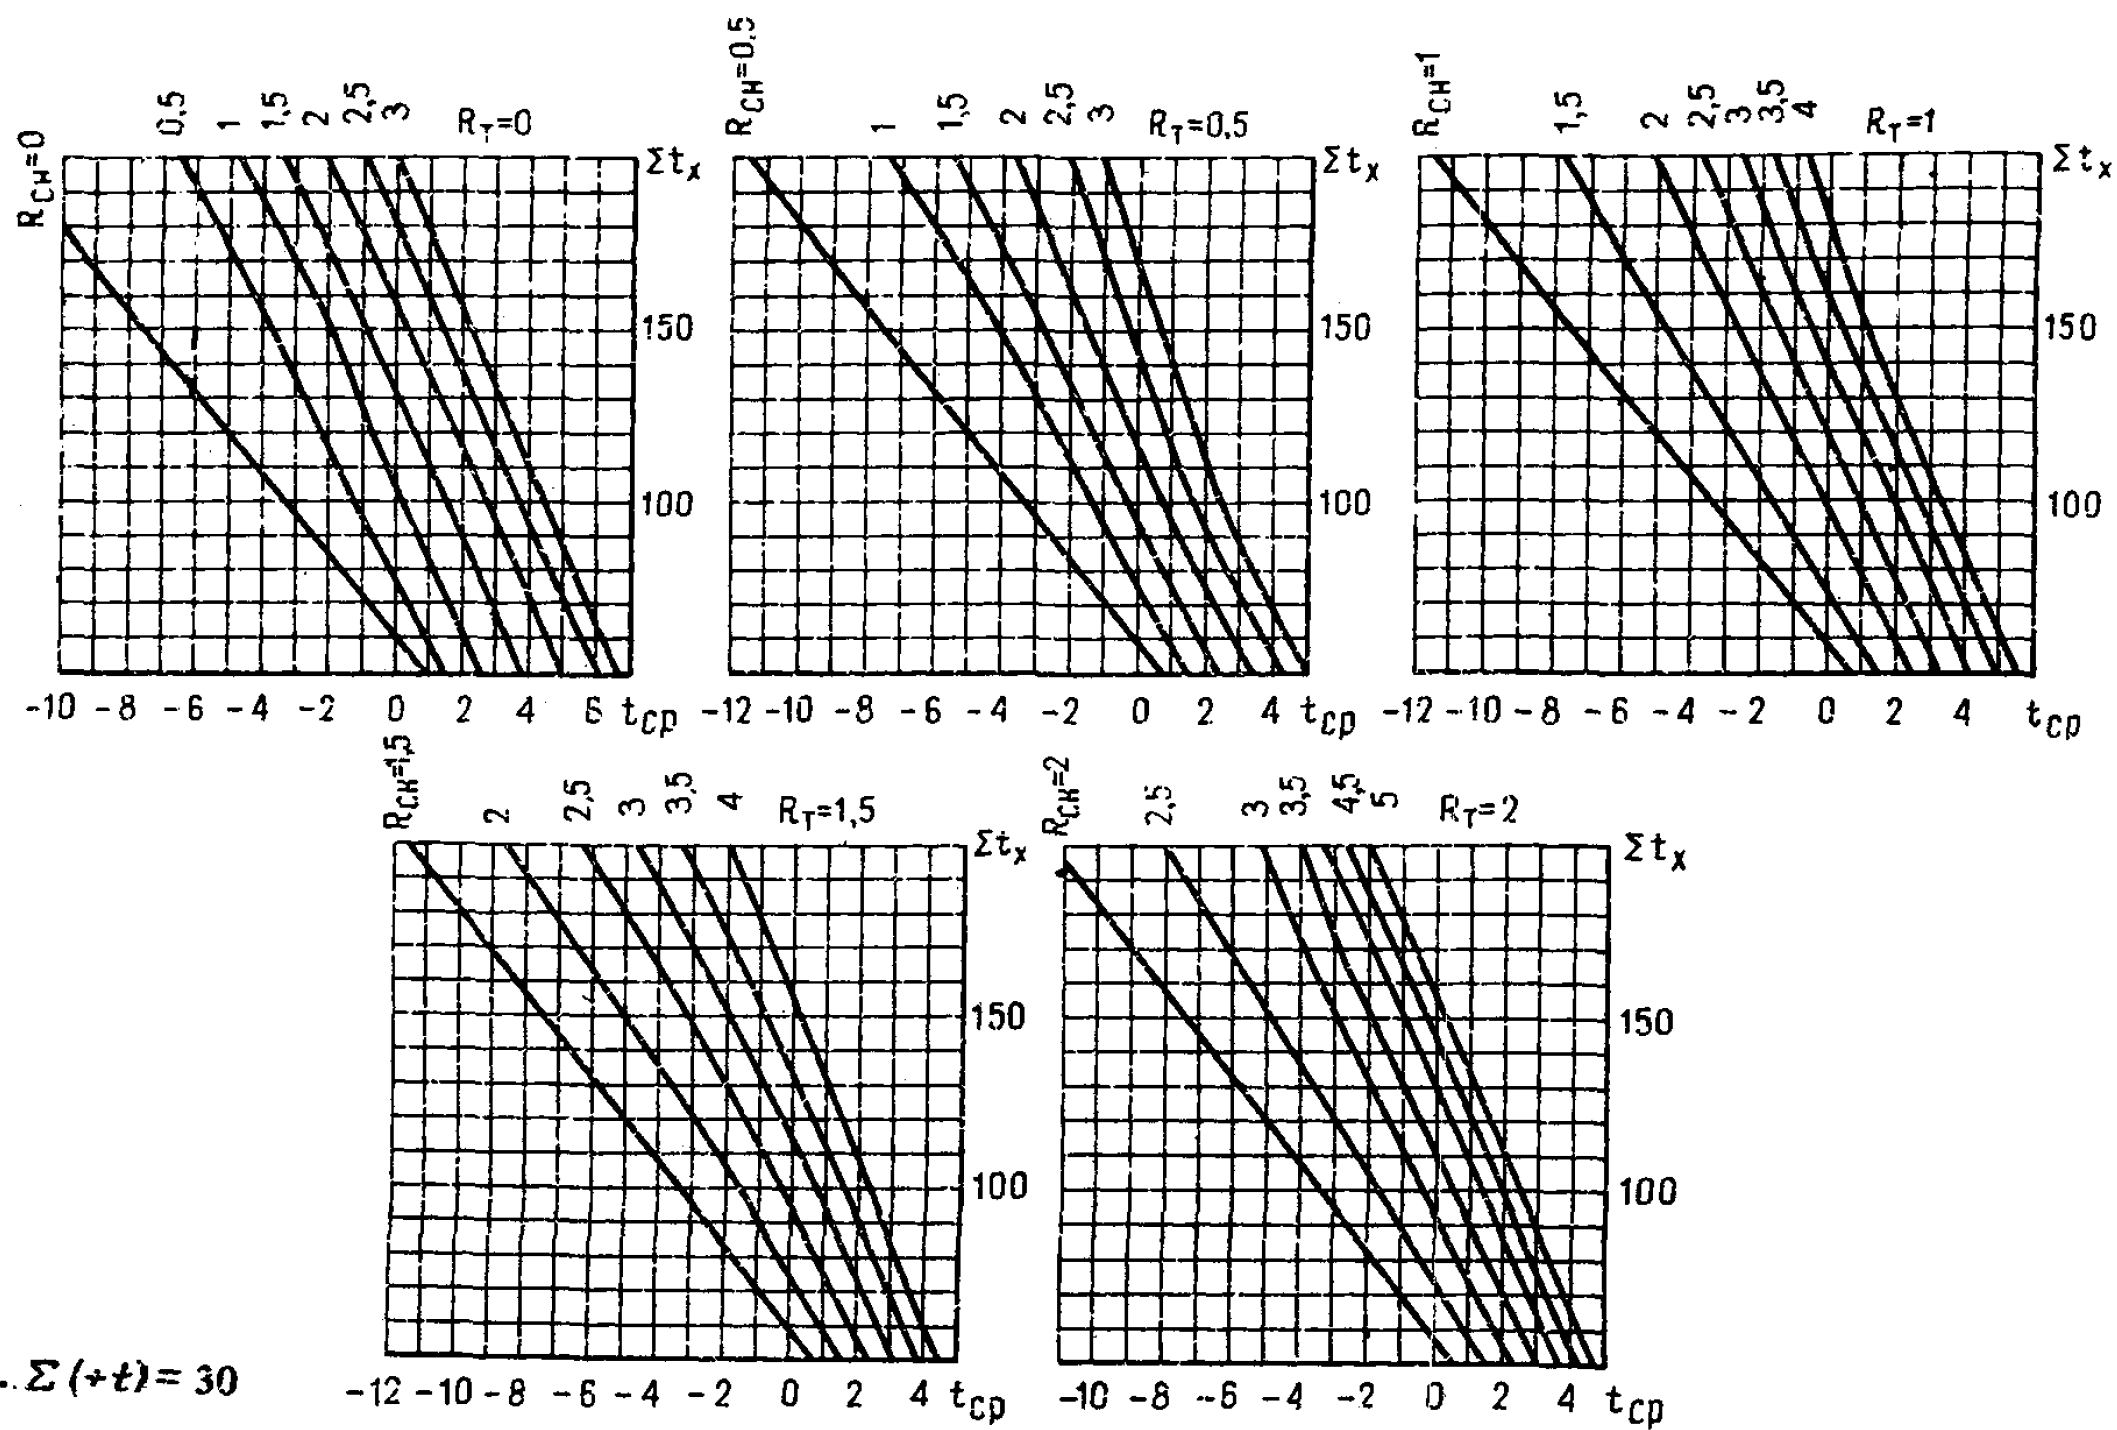 R_CH=0 0,5 1 1,5 2 2,5 3 R_T=0
Σt_x
150
100
-10 -8 -6 -4 -2 0 2 4 6 t_cp
R_CH=0,5 1 1,5 2 2,5 3 R_T=0,5
Σt_x
150
100
-12 -10 -8 -6 -4 -2 0 2 4 t_cp
R_CH=1 1,5 2 2,5 3 3,5 4 R_T=1
Σt_x
150
100
-12 -10 -8 -6 -4 -2 0 2 4 t_cp
R_CH=1,5 2 2,5 3 3,5 4 R_T=1,5
Σt_x
150
100
-12 -10 -8 -6 -4 -2 0 2 4 t_cp
R_CH=2 2,5 3 3,5 4,5 5 R_T=2
Σt_x
150
100
-10 -8 -6 -4 -2 0 2 4 t_cp
. Σ (+t) = 30